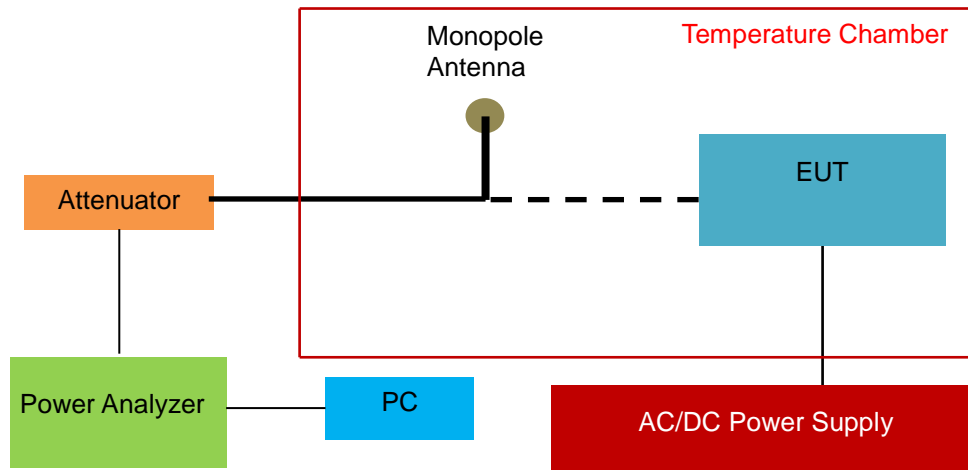 Monopole
Antenna
Temperature Chamber
EUT
Attenuator
Power Analyzer
PC
AC/DC Power Supply